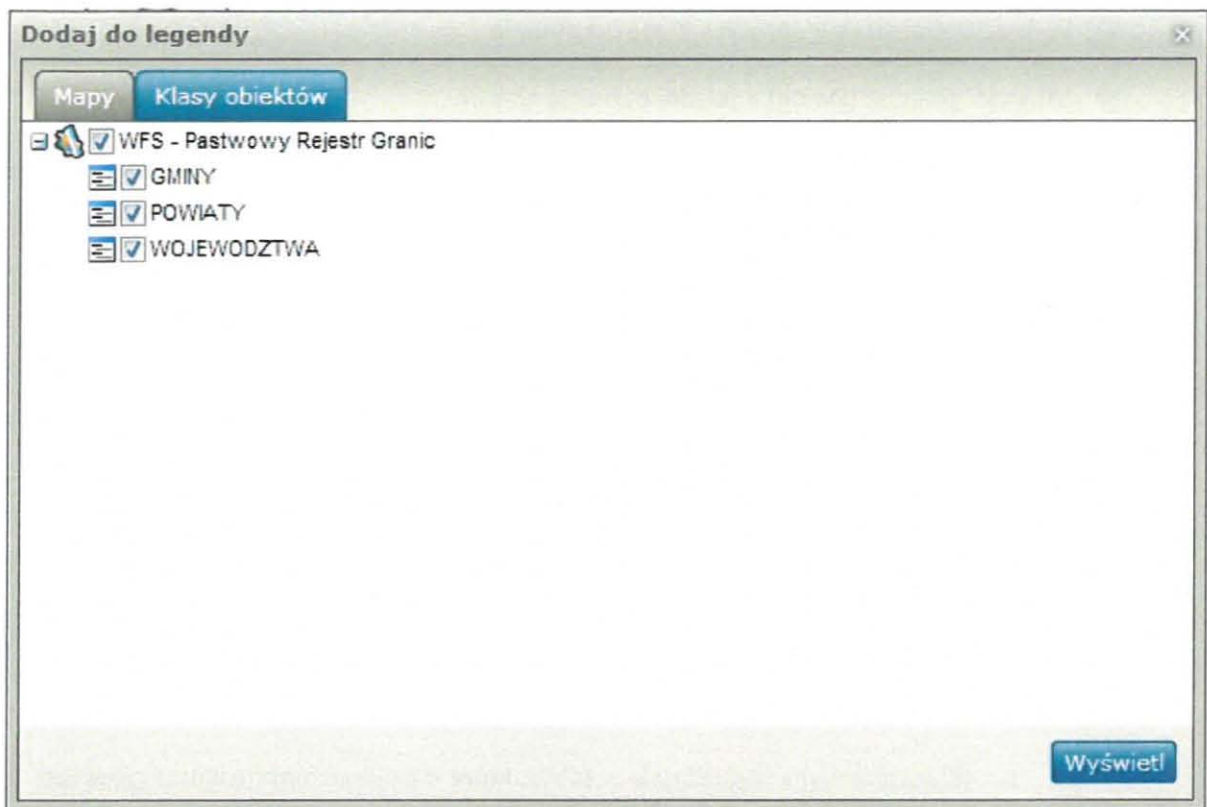 Dodaj do legendy
Mapy Klasy obiektów
WFS - Pastwowy Rejestr Granic
GMINY
POWIATY
WOJEWODZTWA
Wyświetl